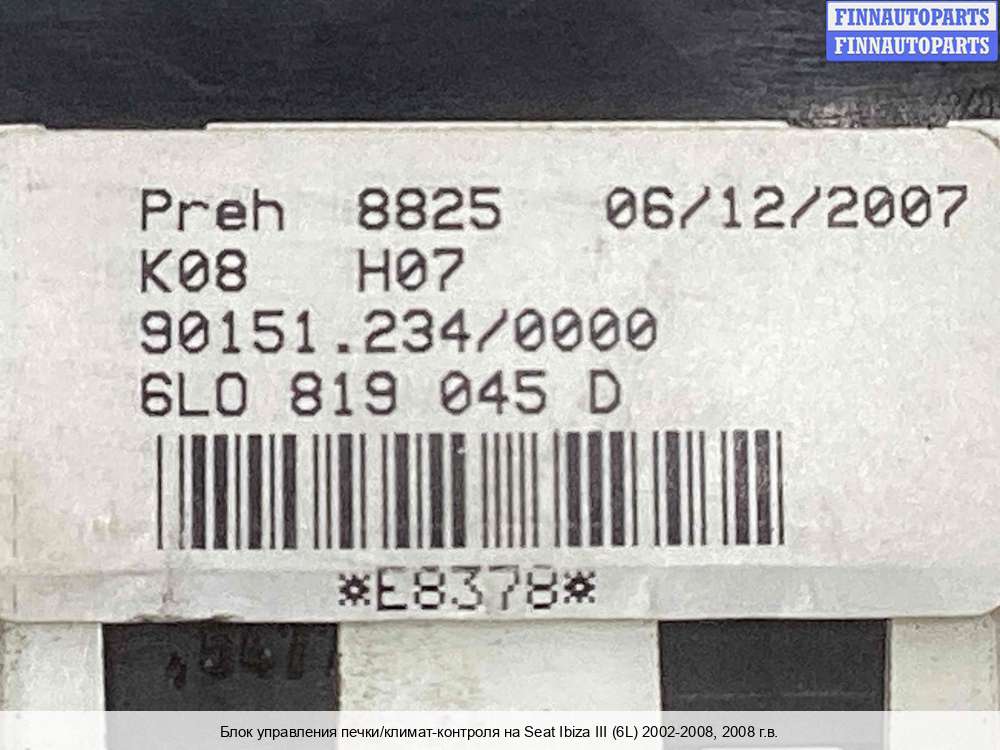 FINNAUTOPARTS
FINNAUTOPARTS
Preh 8825 06/12/2007
K08 H07
90151.234/0000
6L0 819 045 D
*E8378*
Блок управления печки/климат-контроля на Seat Ibiza III (6L) 2002-2008, 2008 г.в.